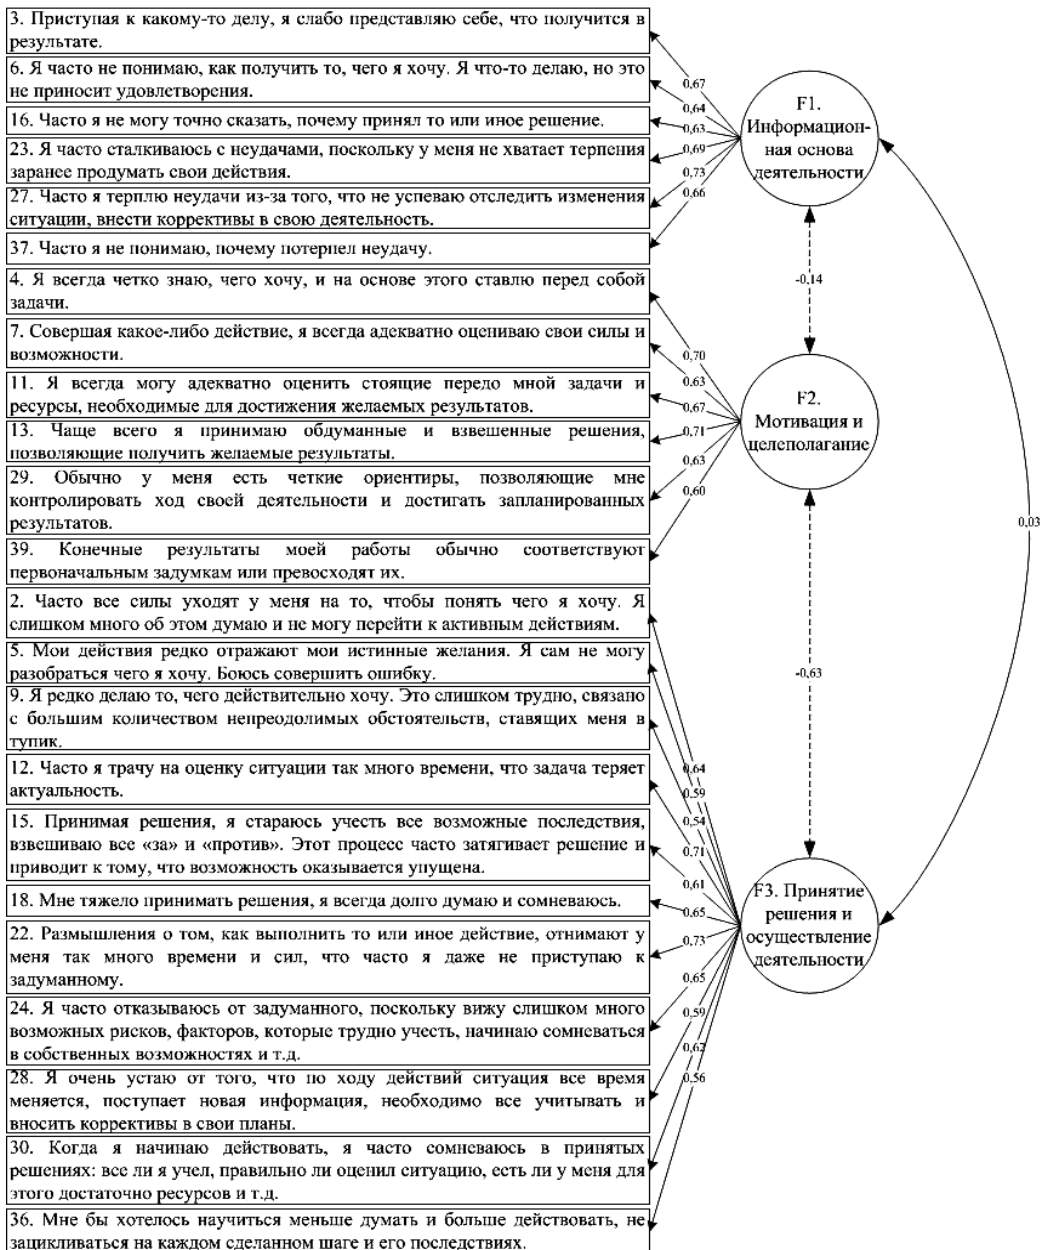 3. Приступая к какому-то делу, я слабо представляю себе, что получится в
результате.
6. Я часто не понимаю, как получить то, чего я хочу. Я что-то делаю, но это
не приносит удовлетворения.
16. Часто я не могу точно сказать, почему принял то или иное решение.
23. Я часто сталкиваюсь с неудачами, поскольку у меня не хватает терпения
заранее продумать свои действия.
27. Часто я терплю неудачи из-за того, что не успеваю отследить изменения
ситуации, внести коррективы в свою деятельность.
37. Часто я не понимаю, почему потерпел неудачу.
0,67
0,64
0,63
0,69
0,73
0,66
F1.
Информацион-
ная основа
деятельности
-0,14
4. Я всегда четко знаю, чего хочу, и на основе этого ставлю перед собой
задачи.
7. Совершая какое-либо действие, я всегда адекватно оцениваю свои силы и
возможности.
11. Я всегда могу адекватно оценить стоящие передо мной задачи и
ресурсы, необходимые для достижения желаемых результатов.
13. Чаще всего я принимаю обдуманные и взвешенные решения,
позволяющие получить желаемые результаты.
29. Обычно у меня есть четкие ориентиры, позволяющие мне
контролировать ход своей деятельности и достигать запланированных
результатов.
39. Конечные результаты моей работы обычно соответствуют
первоначальным задумкам или превосходят их.
0,70
0,63
0,67
0,71
0,63
0,60
F2.
Мотивация и
целеполагание
0,03
-0,63
2. Часто все силы уходят у меня на то, чтобы понять чего я хочу. Я
слишком много об этом думаю и не могу перейти к активным действиям.
5. Мои действия редко отражают мои истинные желания. Я сам не могу
разобраться чего я хочу. Боюсь совершить ошибку.
9. Я редко делаю то, чего действительно хочу. Это слишком трудно, связано
с большим количеством непреодолимых обстоятельств, ставящих меня в
тупик.
12. Часто я трачу на оценку ситуации так много времени, что задача теряет
актуальность.
15. Принимая решения, я стараюсь учесть все возможные последствия,
взвешиваю все «за» и «против». Этот процесс часто затягивает решение и
приводит к тому, что возможность оказывается упущена.
18. Мне тяжело принимать решения, я всегда долго думаю и сомневаюсь.
22. Размышления о том, как выполнить то или иное действие, отнимают у
меня так много времени и сил, что часто я даже не приступаю к
задуманному.
24. Я часто отказываюсь от задуманного, поскольку вижу слишком много
возможных рисков, факторов, которые трудно учесть, начинаю сомневаться
в собственных возможностях и т.д.
28. Я очень устаю от того, что по ходу действий ситуация все время
меняется, поступает новая информация, необходимо все учитывать и
вносить коррективы в свои планы.
30. Когда я начинаю действовать, я часто сомневаюсь в принятых
решениях: все ли я учел, правильно ли оценил ситуацию, есть ли у меня для
этого достаточно ресурсов и т.д.
36. Мне бы хотелось научиться меньше думать и больше действовать, не
зацикливаться на каждом сделанном шаге и его последствиях.
0,64
0,59
0,54
0,71
0,61
0,65
0,73
0,65
0,59
0,62
0,56
F3. Принятие
решения и
осуществление
деятельности